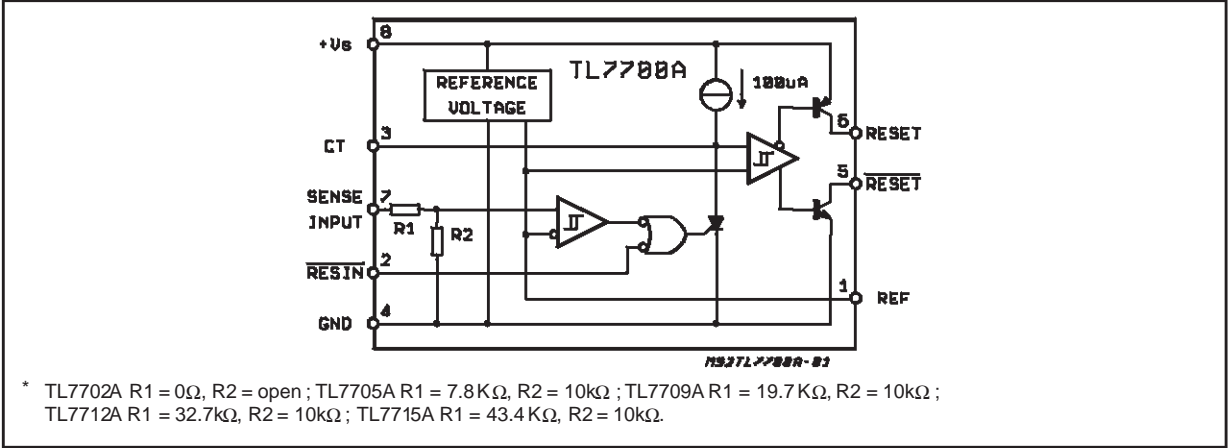 8
+Vs
TL7700A
REFERENCE
VOLTAGE
100uA
6
RESET
3
CT
5
RESET
SENSE
INPUT
7
R1
R2
RESIN
2
1
REF
GND
4
M93TL7700A-03
* TL7702A R1 = 0Ω, R2 = open ; TL7705A R1 = 7.8 KΩ, R2 = 10kΩ ; TL7709A R1 = 19.7 KΩ, R2 = 10kΩ ;
TL7712A R1 = 32.7kΩ, R2 = 10kΩ ; TL7715A R1 = 43.4 KΩ, R2 = 10kΩ.